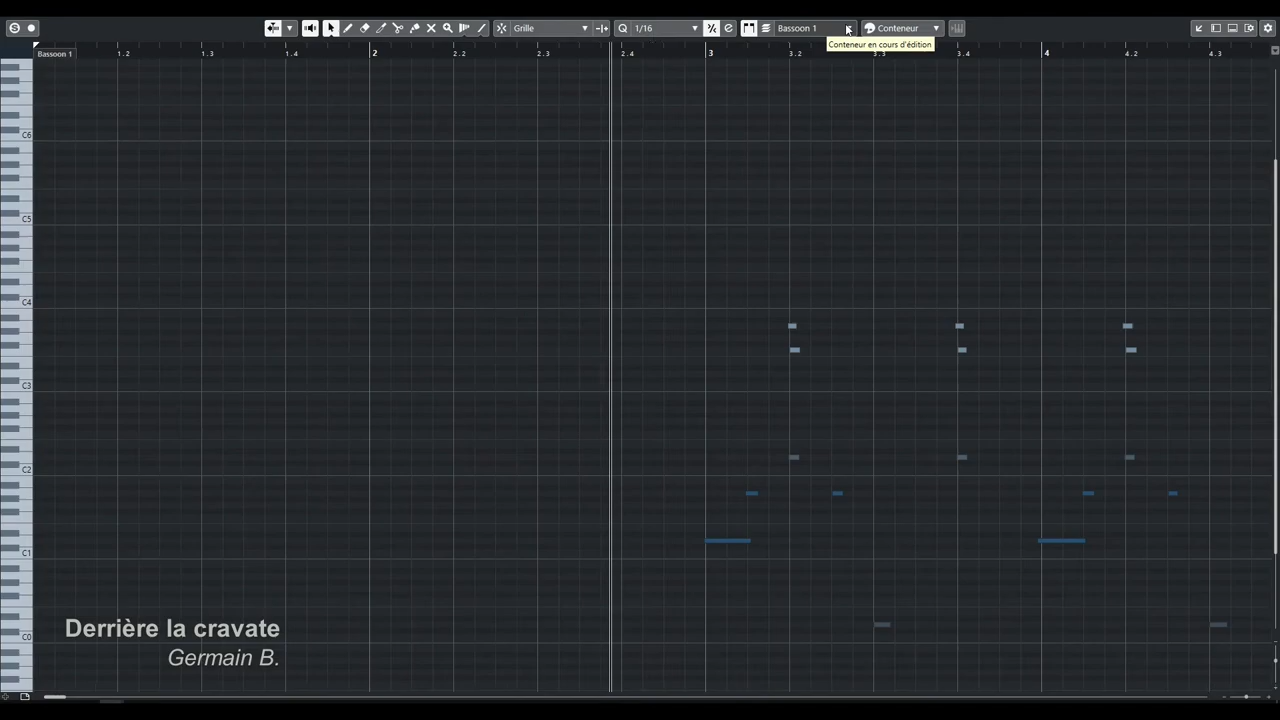 Grille
1/16
Bassoon 1
Conteneur
Conteneur en cours d'édition
Bassoon 1
1.2
1.3
1.4
2
2.2
2.3
2.4
3
3.2
3.3
3.4
4
4.2
4.3
C6
C5
C4
C3
C2
C1
C0
Derrière la cravate
Germain B.